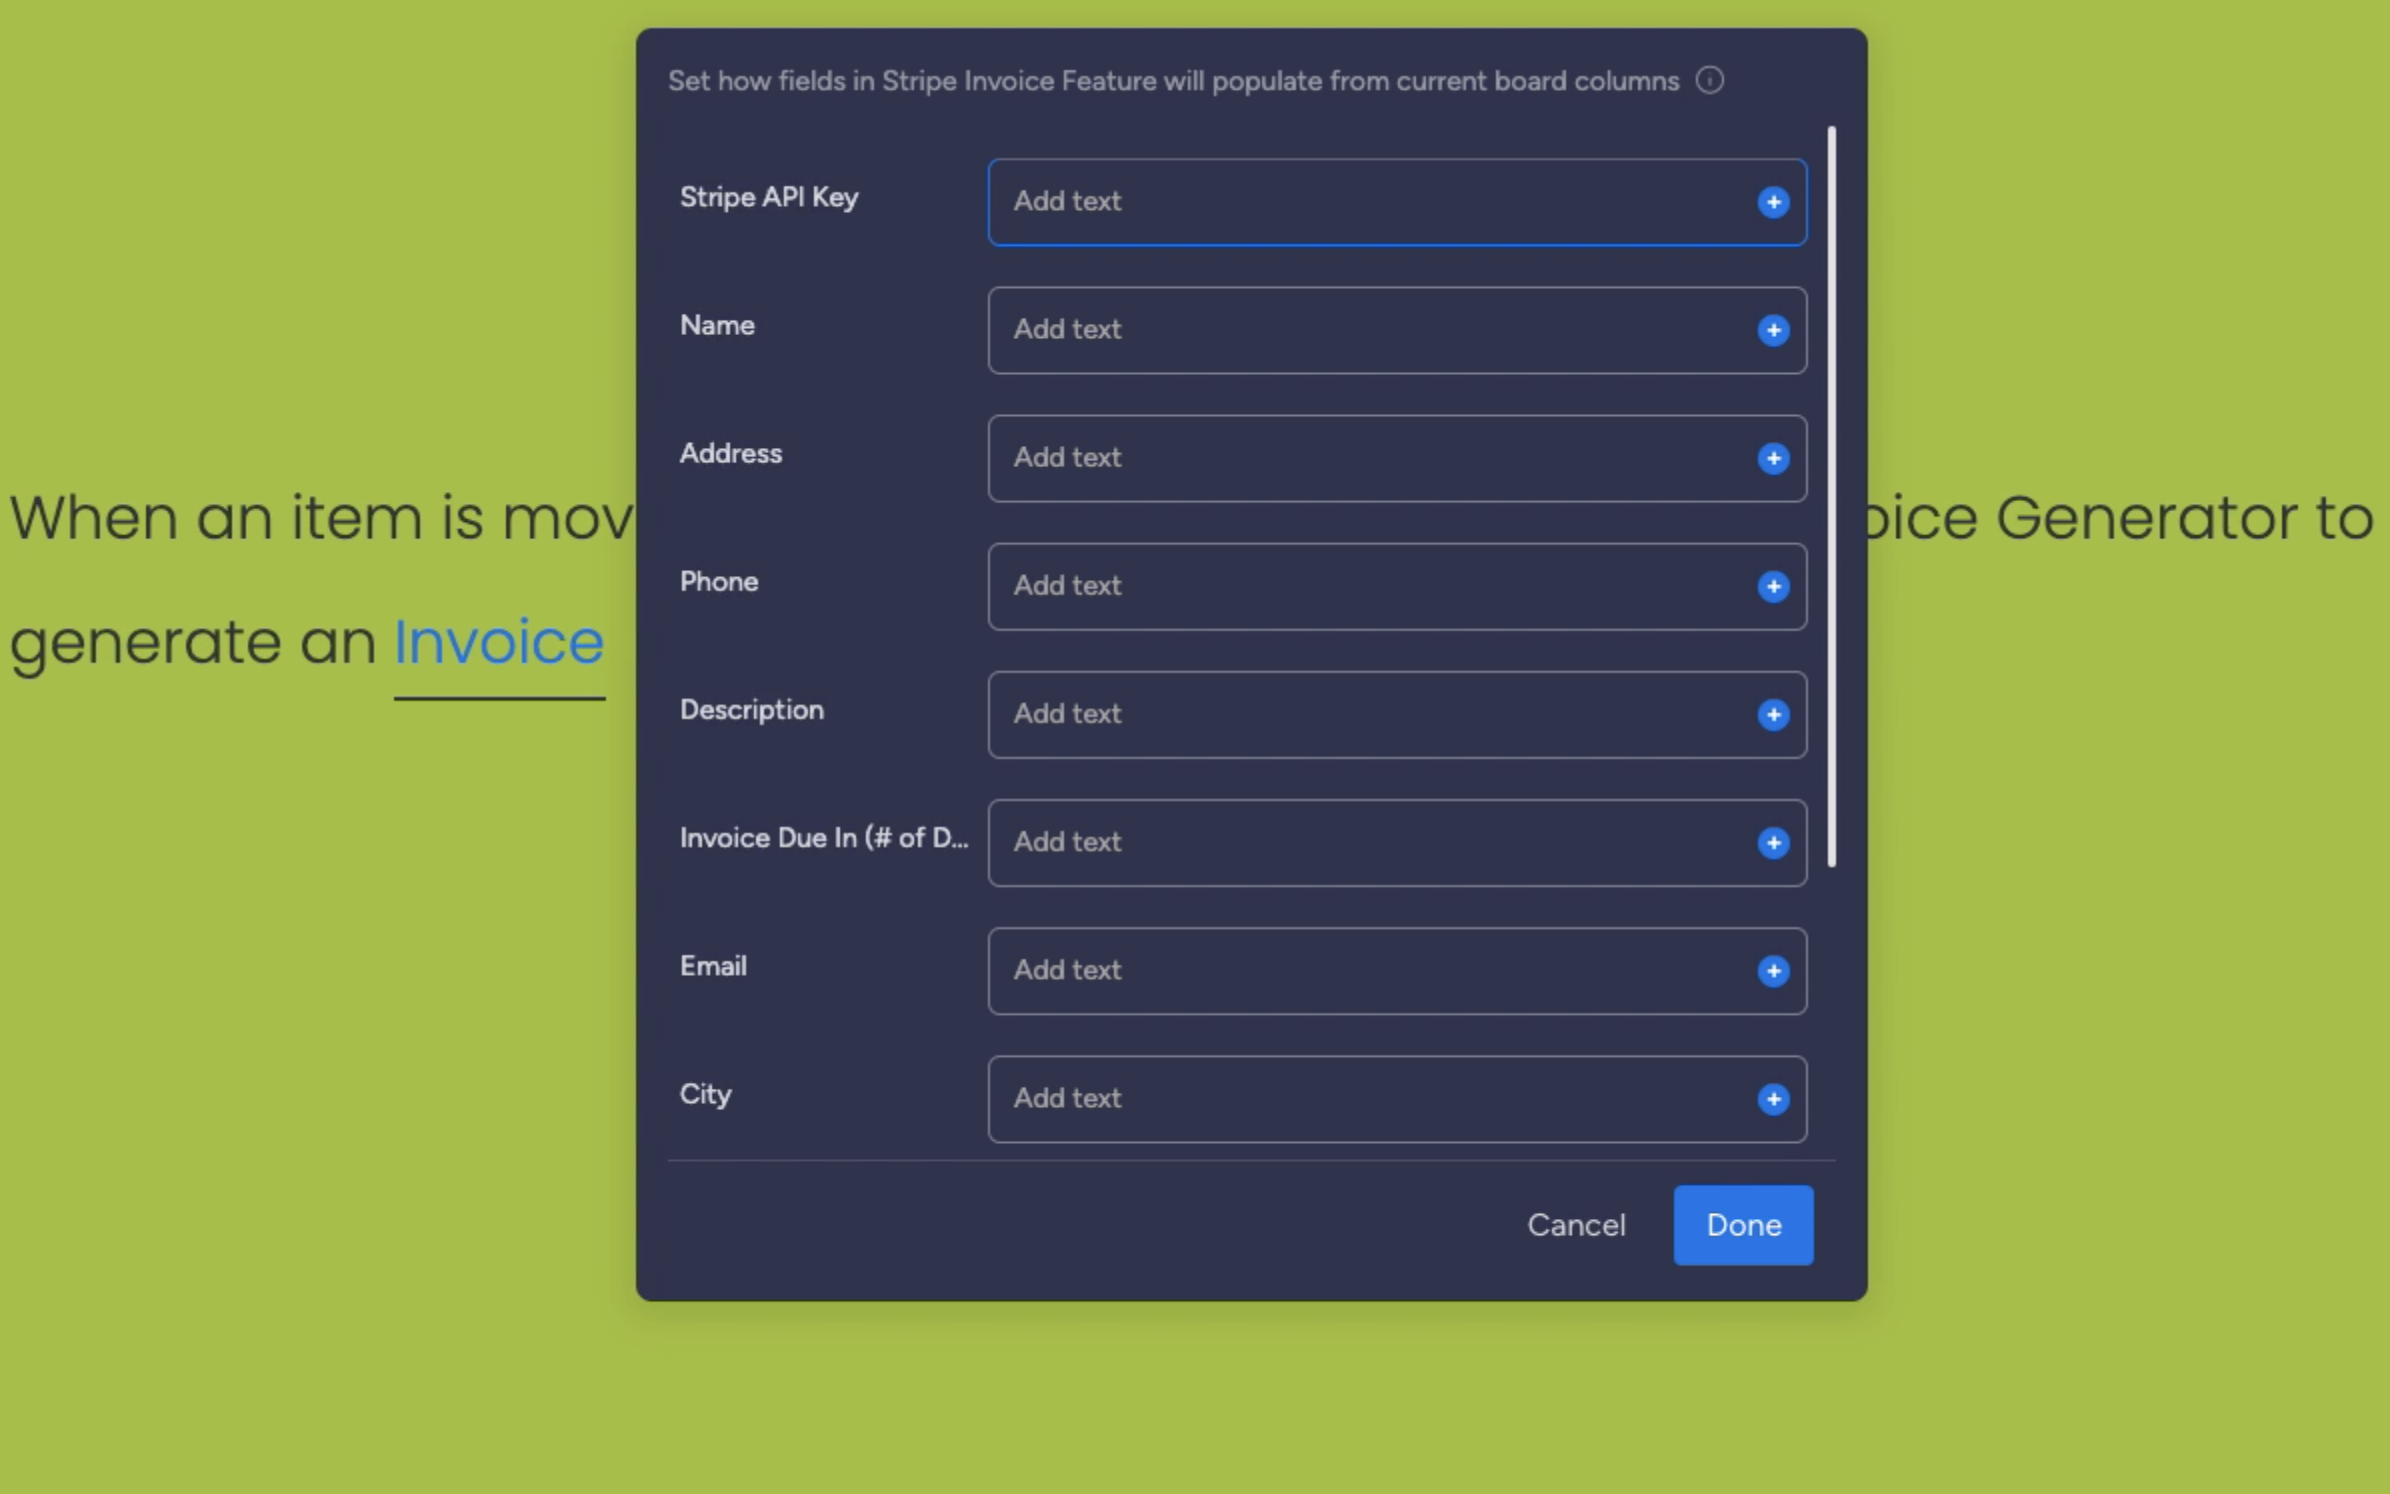 Set how fields in Stripe Invoice Feature will populate from current board columns
Stripe API Key
Add text
Name
Add text
Address
Add text
Phone
Add text
Description
Add text
Invoice Due In (# of D...
Add text
Email
Add text
City
Add text
Cancel
Done
When an item is mov
oice Generator to
generate an Invoice